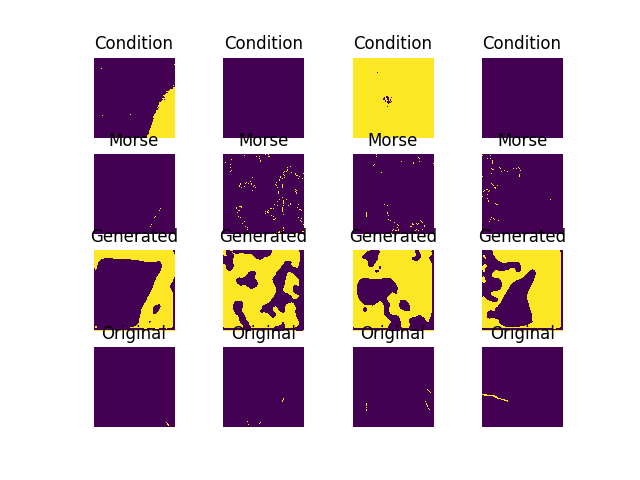 Condition Condition Condition Condition
Morse Morse Morse Morse
Generated Generated Generated Generated
Original Original Original Original